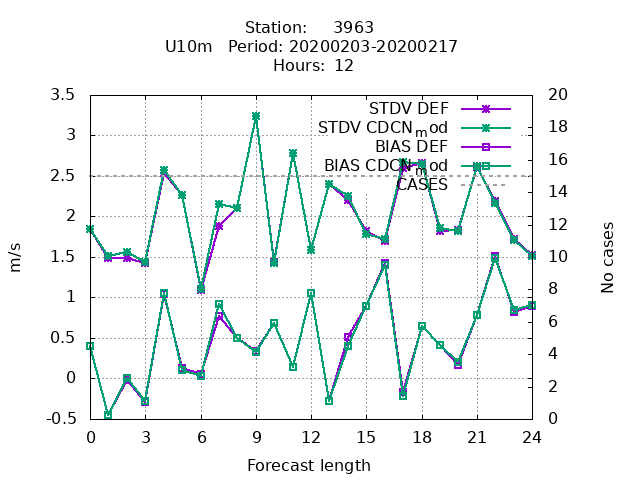 Station: 3963
U10m Period: 20200203-20200217
Hours: 12
STDV DEF
STDV CDCN_mod
BIAS DEF
BIAS CDCN_mod
CASES
3.5
3
2.5
2
1.5
1
0.5
0
-0.5
m/s
20
18
16
14
12
10
8
6
4
2
0
No cases
0 3 6 9 12 15 18 21 24
Forecast length